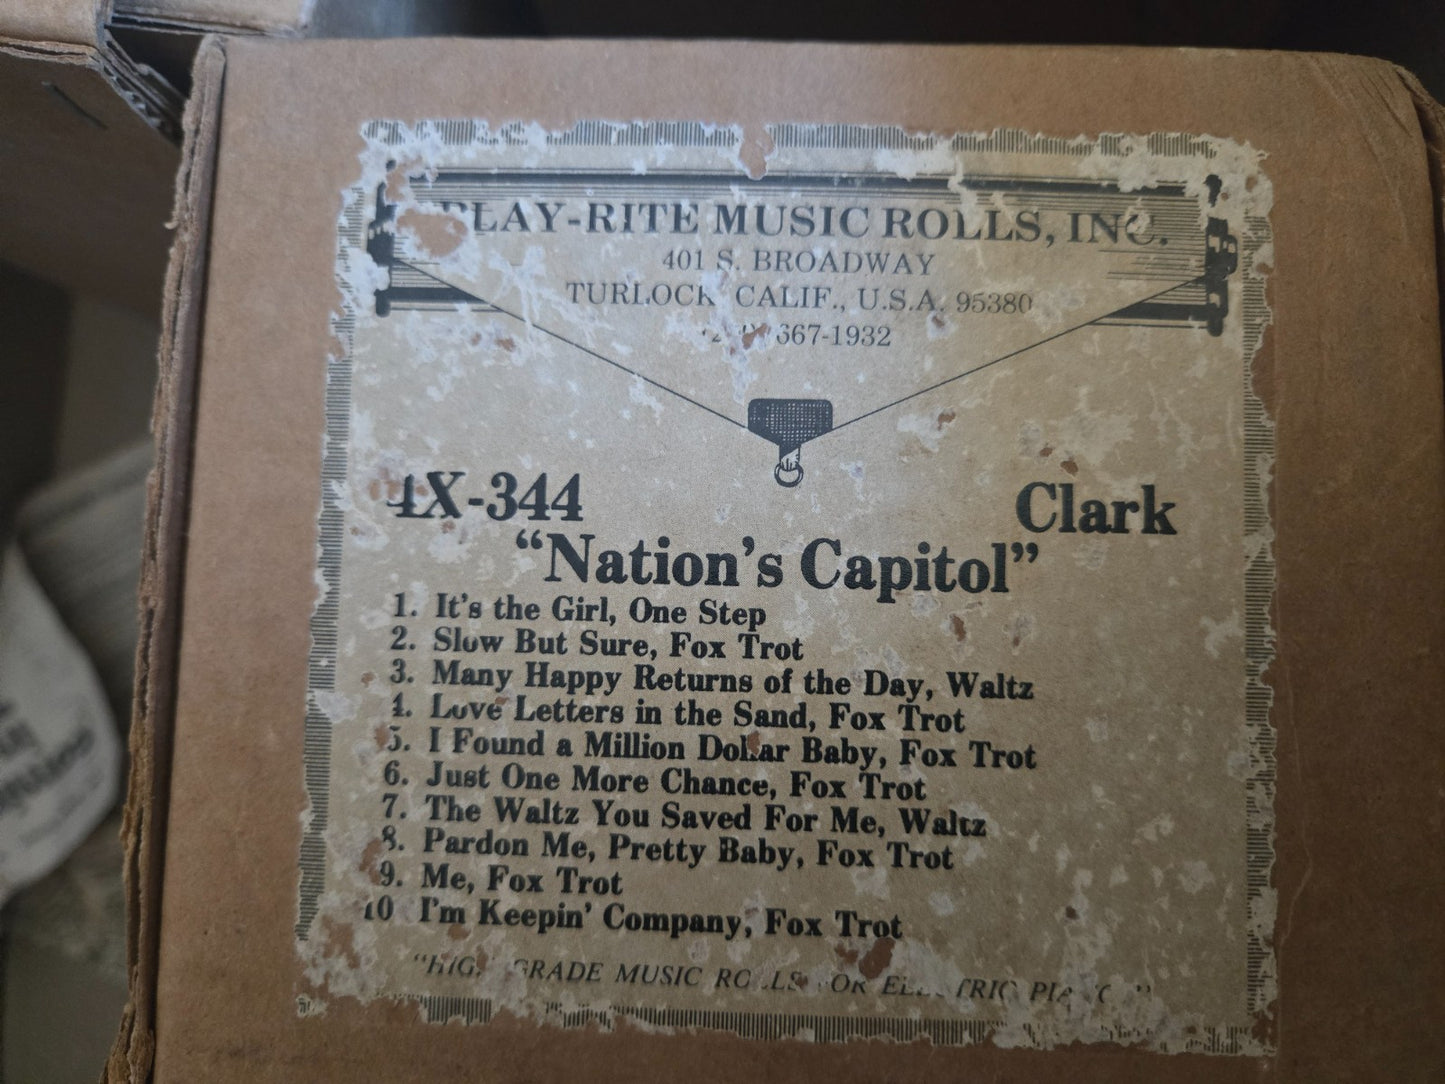 PLAY-RITE MUSIC ROLLS, INC.
401 S. BROADWAY
TURLOCK, CALIF., U.S.A. 95380
667-1932
4X-344
Clark
“Nation's Capitol”
1. It's the Girl, One Step
2. Slow But Sure, Fox Trot
3. Many Happy Returns of the Day, Waltz
4. Love Letters in the Sand, Fox Trot
5. I Found a Million Dollar Baby, Fox Trot
6. Just One More Chance, Fox Trot
7. The Waltz You Saved For Me, Waltz
8. Pardon Me, Pretty Baby, Fox Trot
9. Me, Fox Trot
10 I'm Keepin' Company, Fox Trot
"HIGH GRADE MUSIC ROLLS FOR ELECTRIC PIANOS"